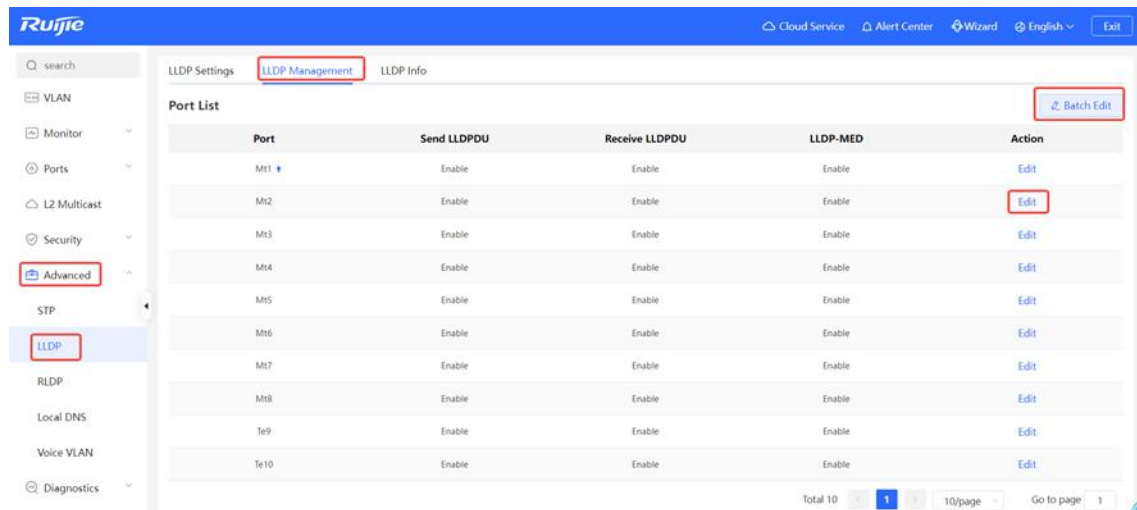 Ruijie
Cloud Service Alert Center Wizard English Exit
search
VLAN
Monitor
Ports
L2 Multicast
Security
Advanced
STP
LLDP
RLDP
Local DNS
Voice VLAN
Diagnostics
LLDP Settings LLDP Management LLDP Info
Port List Batch Edit
Port Send LLDPDU Receive LLDPDU LLDP-MED Action
Mt1 Enable Enable Enable Edit
Mt2 Enable Enable Enable Edit
Mt3 Enable Enable Enable Edit
Mt4 Enable Enable Enable Edit
Mt5 Enable Enable Enable Edit
Mt6 Enable Enable Enable Edit
Mt7 Enable Enable Enable Edit
Mt8 Enable Enable Enable Edit
Te9 Enable Enable Enable Edit
Te10 Enable Enable Enable Edit
Total 10 1 10/page Go to page 1